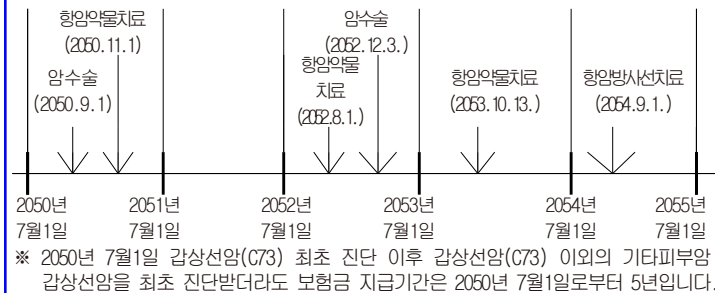 항암약물치료
(2050.11.1)
암수술
(2052.12.3.)
암수술
(2050.9.1)
항암약물
치료
(2052.8.1.)
항암약물치료
(2053.10.13.)
항암방사선치료
(2054.9.1.)
2050년
7월1일
2051년
7월1일
2052년
7월1일
2053년
7월1일
2054년
7월1일
2055년
7월1일
※ 2050년 7월1일 갑상선암(C73) 최초 진단 이후 갑상선암(C73) 이외의 기타피부암
갑상선암을 최초 진단받더라도 보험금 지급기간은 2050년 7월1일로부터 5년입니다.